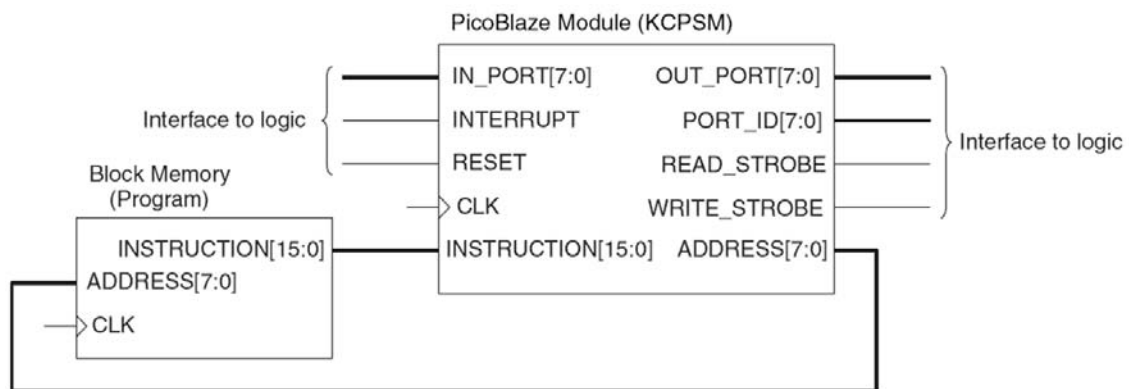 PicoBlaze Module (KCPSM)
IN_PORT[7:0]
OUT_PORT[7:0]
Interface to logic
INTERRUPT
PORT_ID[7:0]
Interface to logic
RESET
READ_STROBE
Block Memory
(Program)
CLK
WRITE_STROBE
INSTRUCTION[15:0]
INSTRUCTION[15:0]
ADDRESS[7:0]
ADDRESS[7:0]
CLK